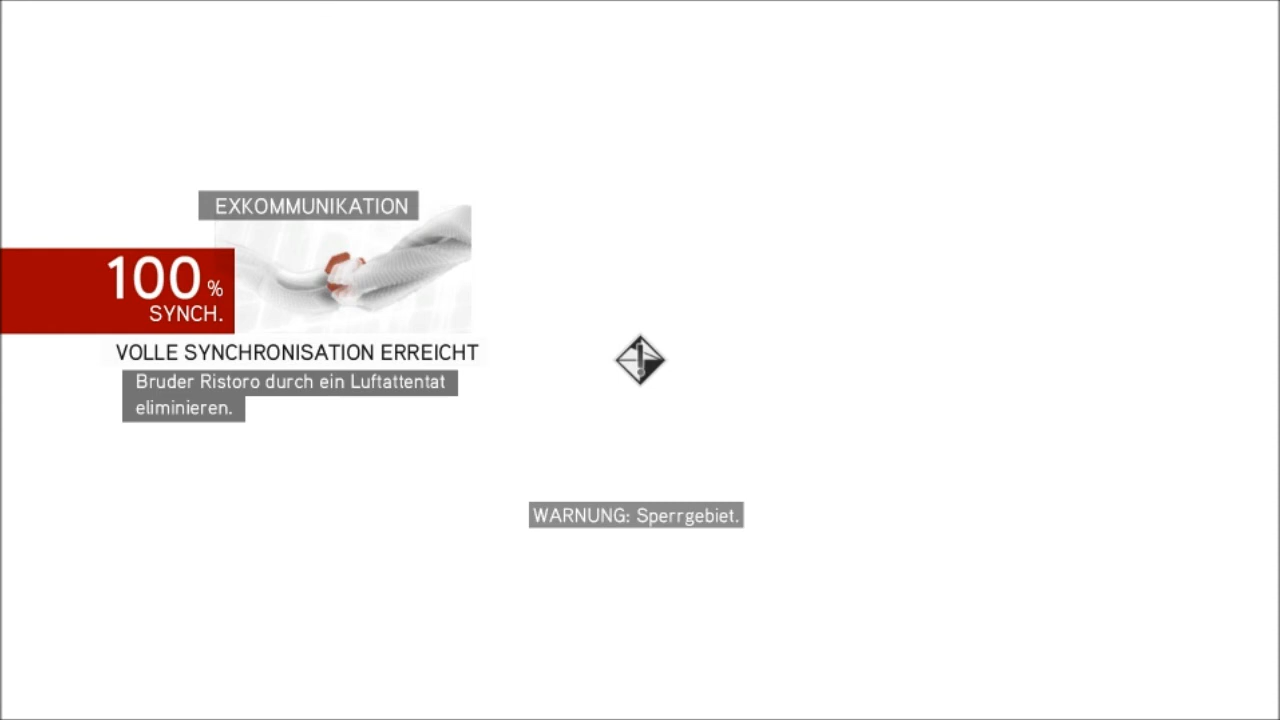 EXKOMMUNIKATION
100 %
SYNCH.
VOLLE SYNCHRONISATION ERREICHT
Bruder Ristoro durch ein Luftattentat
eliminieren.
WARNUNG: Sperrgebiet.